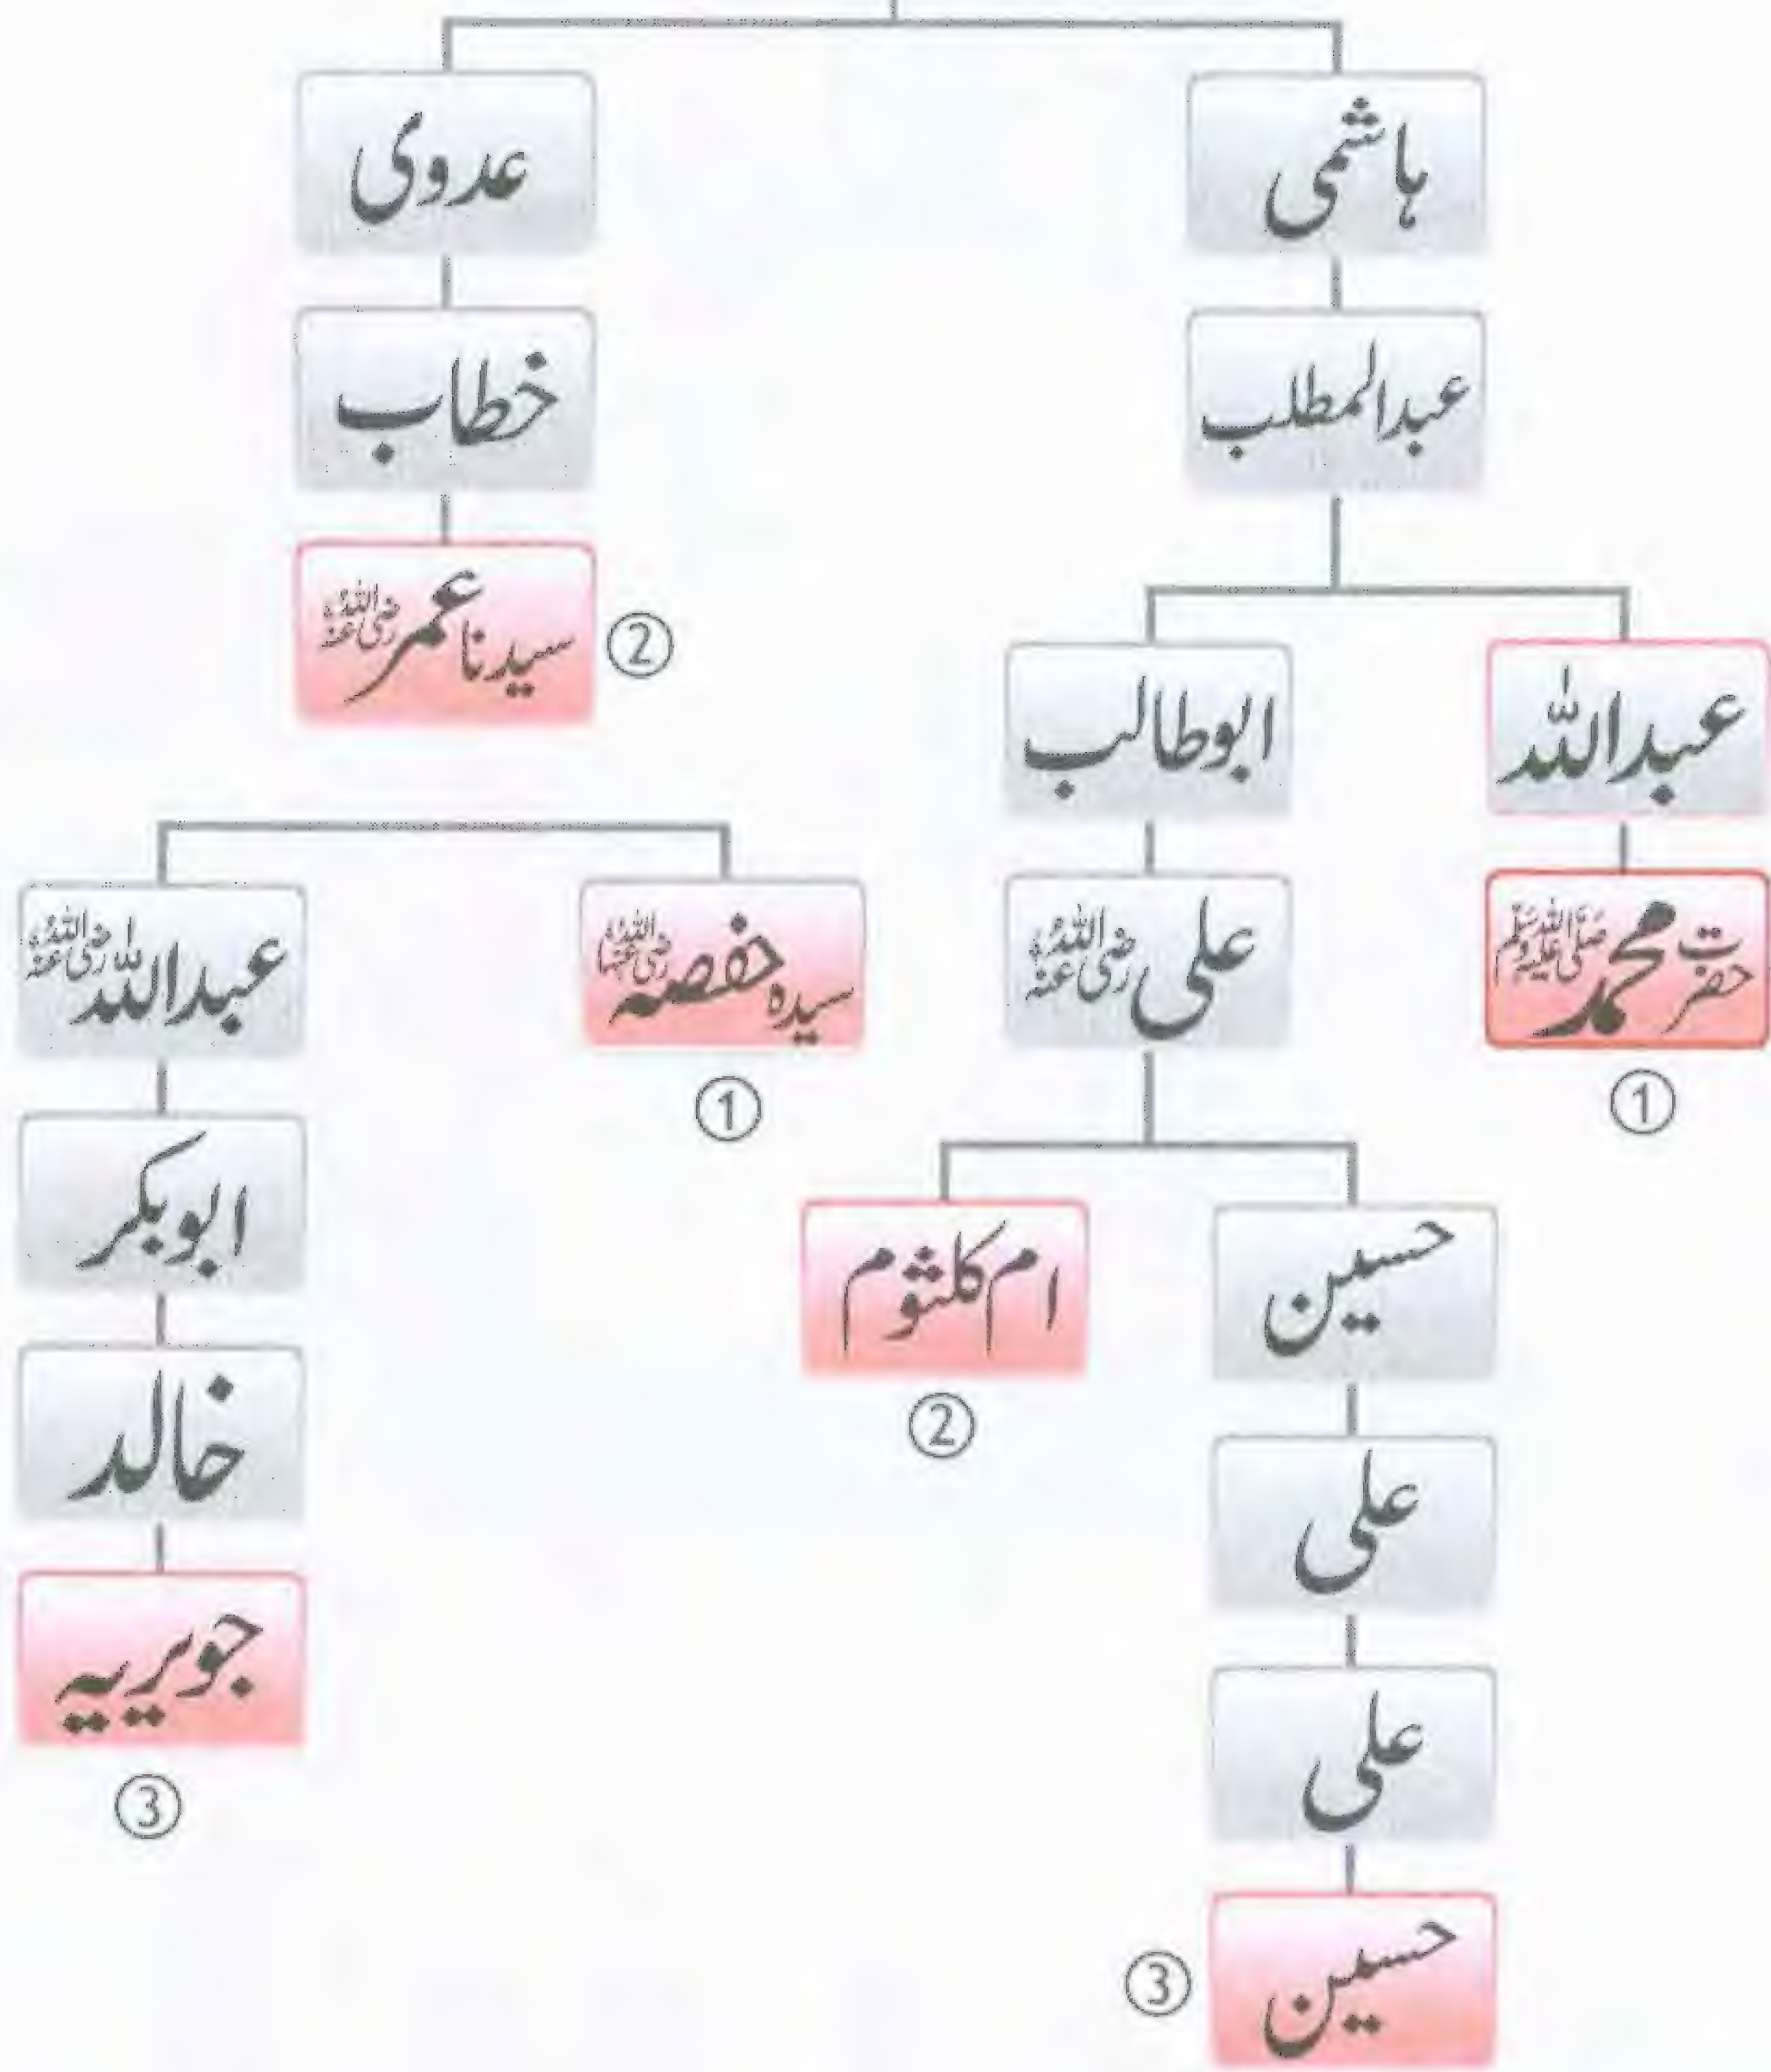 ہاشمی
عدوی
عبدالمطلب
خطاب
سیدنا عمر رضی اللہ عنہ
②
عبداللہ
ابوطالب
حضرت محمد صلی اللہ علیہ وسلم
علی رضی اللہ عنہ
سیدہ حفصہ رضی اللہ عنہا
عبداللہ رضی اللہ عنہ
①
①
ابوبکر
حسین
ام کلثوم
②
خالد
علی
جویریہ
③
علی
حسین
③